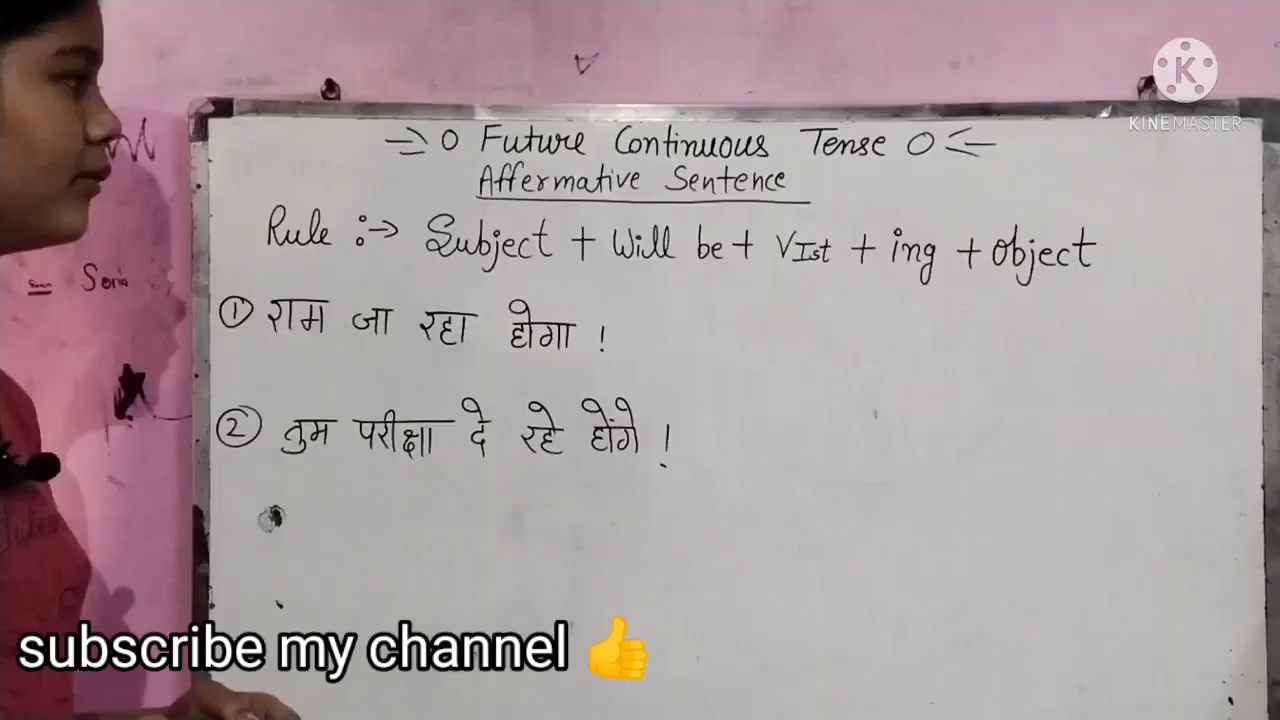 KINEMASTER
⇒ 0 Future Continuous Tense 0 ⇐
Affermative Sentence
Rule :→ Subject + Will be + VIst + ing + object
① राम जा रहा होगा !
② तुम परीक्षा दे रहे होंगे !
subscribe my channel 👍